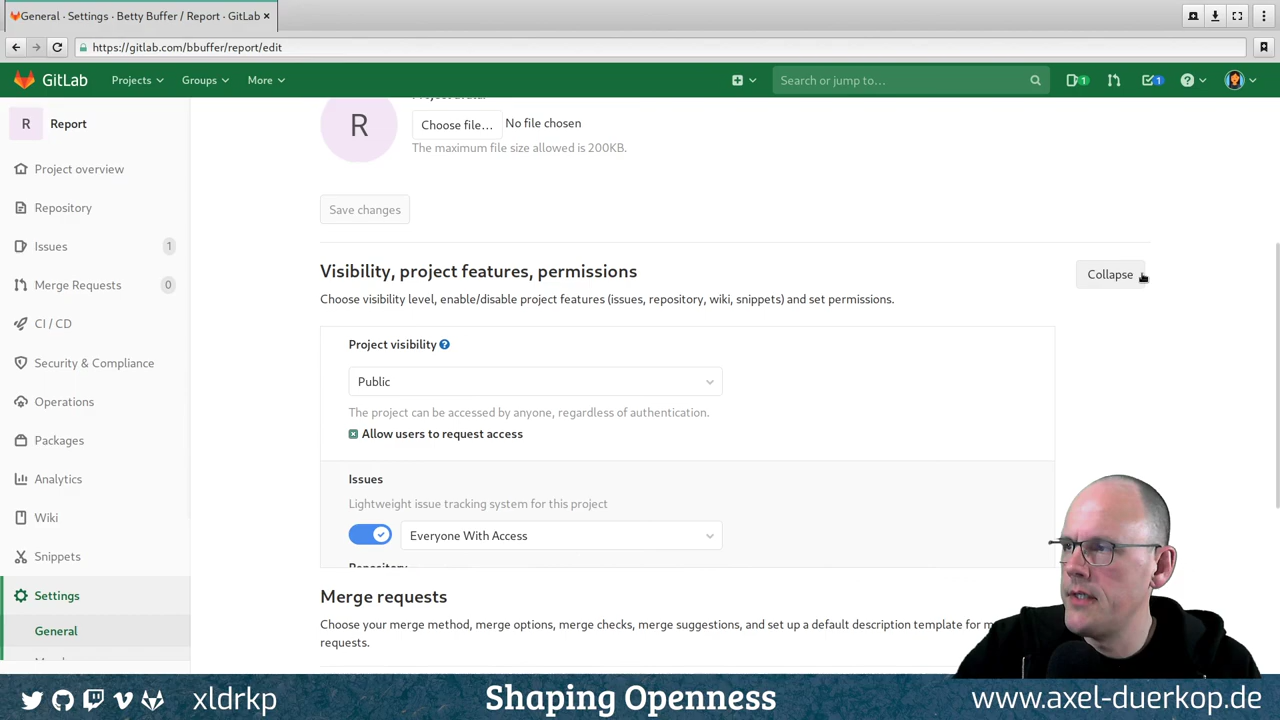 General · Settings · Betty Buffer / Report · GitLab ×
https://gitlab.com/bbuffer/report/edit
GitLab Projects Groups More Search or jump to... 1 1
R Report
Project overview
Repository
Issues 1
Merge Requests 0
CI / CD
Security & Compliance
Operations
Packages
Analytics
Wiki
Snippets
Settings
General
R
Choose file... No file chosen
The maximum file size allowed is 200KB.
Save changes
Visibility, project features, permissions
Collapse
Choose visibility level, enable/disable project features (issues, repository, wiki, snippets) and set permissions.
Project visibility ?
Public
The project can be accessed by anyone, regardless of authentication.
Allow users to request access
Issues
Lightweight issue tracking system for this project
Everyone With Access
Repository
Merge requests
Choose your merge method, merge options, merge checks, merge suggestions, and set up a default description template for
requests.
xldrkp
Shaping Openness
www.axel-duerkop.de